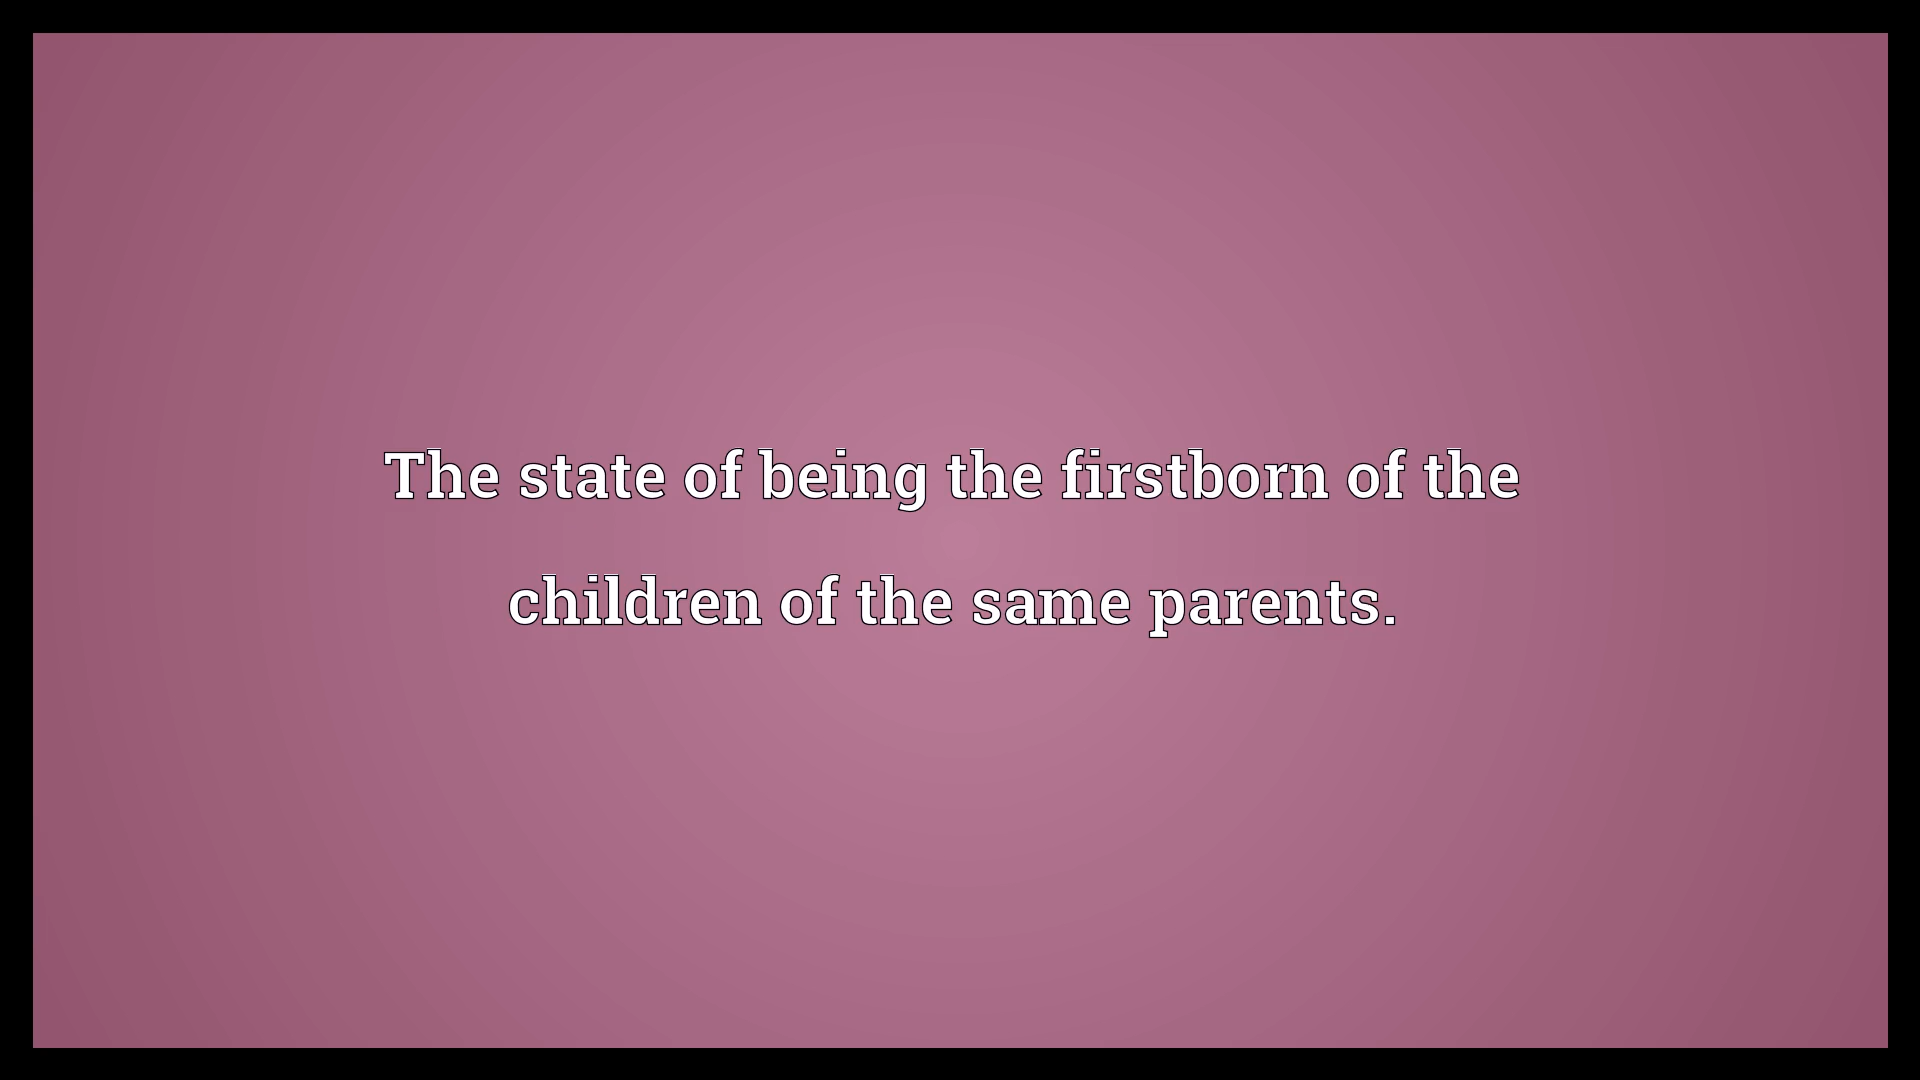 The state of being the firstborn of the
children of the same parents.